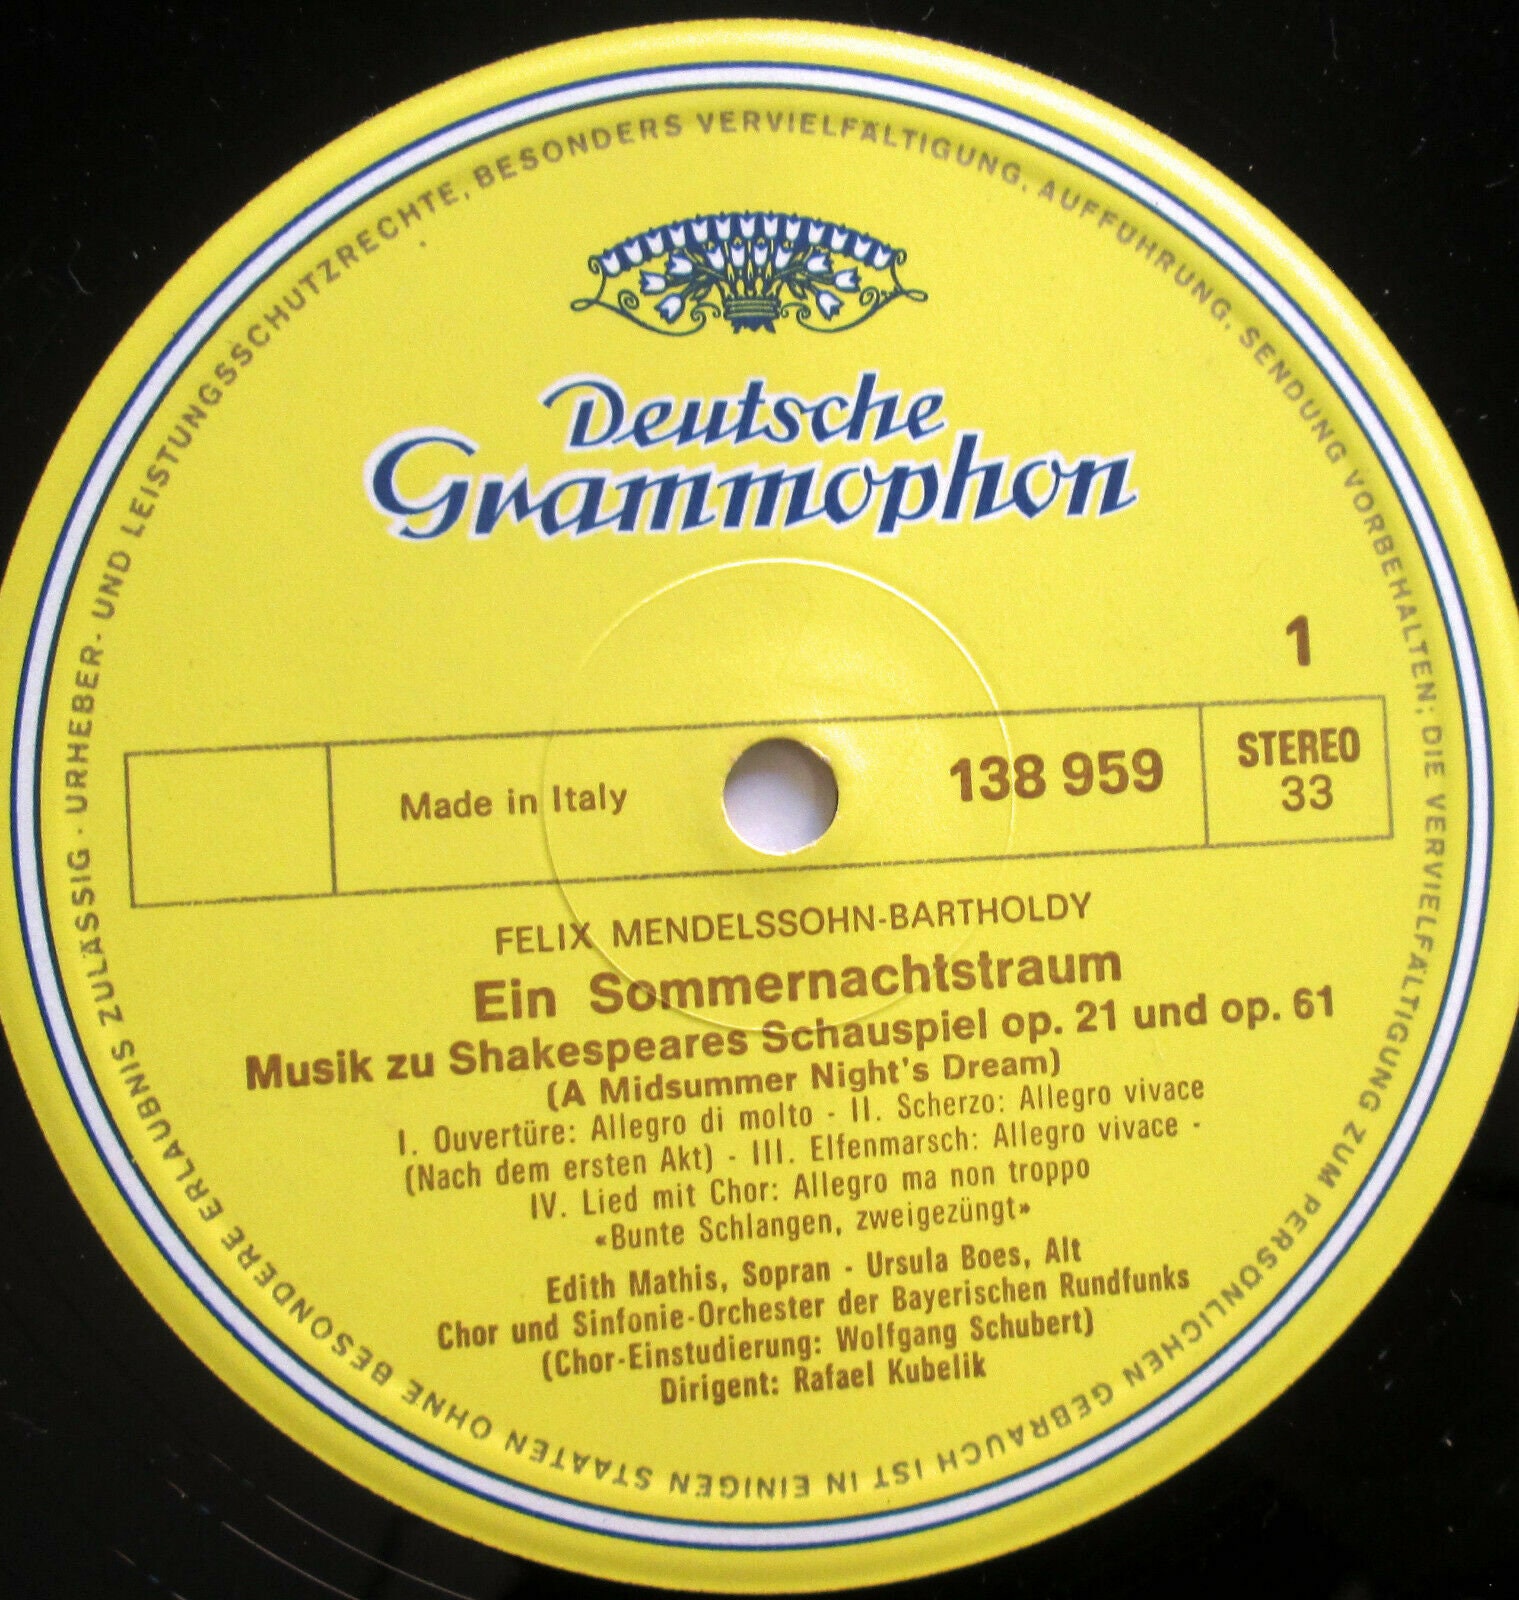 Deutsche
Grammophon
1
Made in Italy
138 959
STEREO
33
FELIX MENDELSSOHN-BARTHOLDY
Ein Sommernachtstraum
Musik zu Shakespeares Schauspiel op. 21 und op. 61
(A Midsummer Night's Dream)
I. Ouvertüre: Allegro di molto - II. Scherzo: Allegro vivace
(Nach dem ersten Akt) - III. Elfenmarsch: Allegro vivace -
IV. Lied mit Chor: Allegro ma non troppo
«Bunte Schlangen, zweigezüngt»
Edith Mathis, Sopran - Ursula Boes, Alt
Chor und Sinfonie-Orchester der Bayerischen Rundfunks
(Chor-Einstudierung: Wolfgang Schubert)
Dirigent: Rafael Kubelik
URHEBER- UND LEISTUNGSSCHUTZRECHTE, BESONDERS VERVIELFÄLTIGUNG, AUFFÜHRUNG, SENDUNG VORBEHALTEN; DIE VERVIELFÄLTIGUNG ZUM PERSÖNLICHEN GEBRAUCH IST IN EINIGEN STAATEN OHNE BESONDERE ERLAUBNIS ZULÄSSIG ·